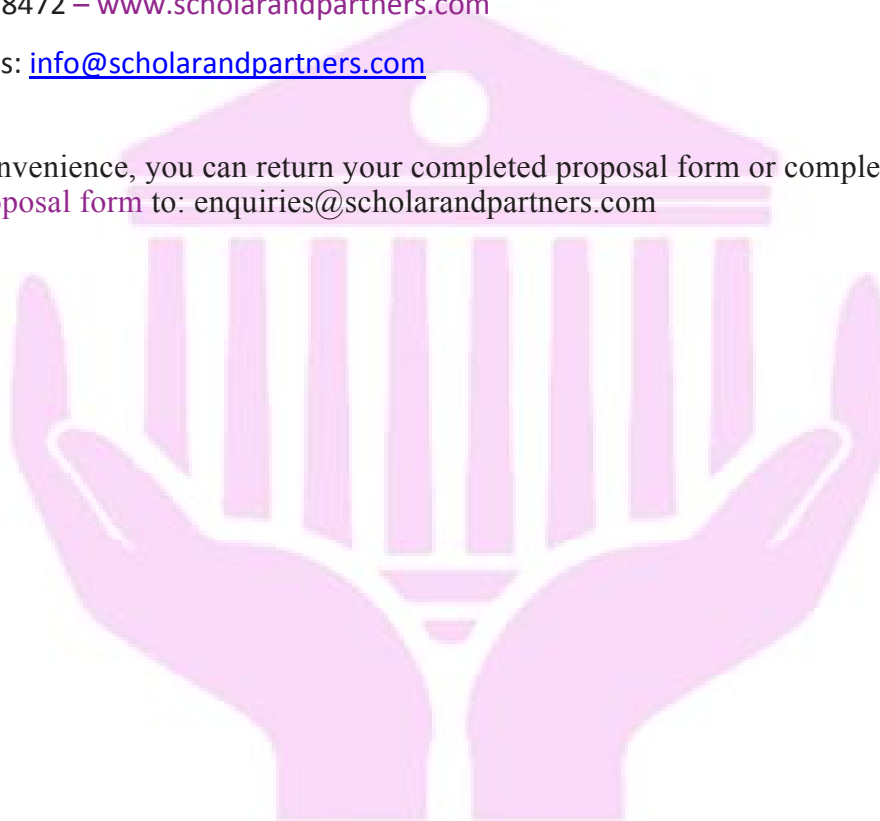 8472 – www.scholarandpartners.com
s: info@scholarandpartners.com
nvenience, you can return your completed proposal form or comple
posal form to: enquiries@scholarandpartners.com